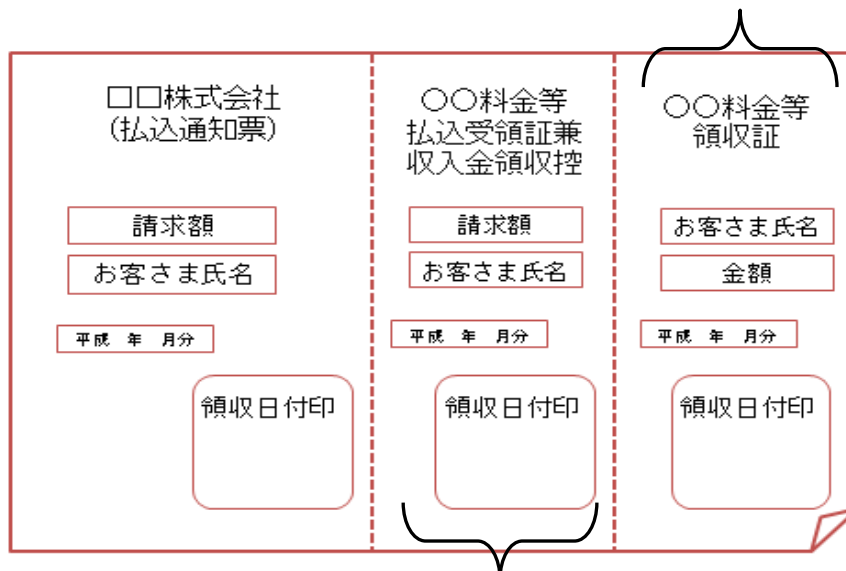 □□株式会社
(払込通知票)
請求額
お客さま氏名
平成　年　月分
領収日付印
○○料金等
払込受領証兼
収入金領収控
請求額
お客さま氏名
平成　年　月分
領収日付印
○○料金等
領収証
お客さま氏名
金額
平成　年　月分
領収日付印